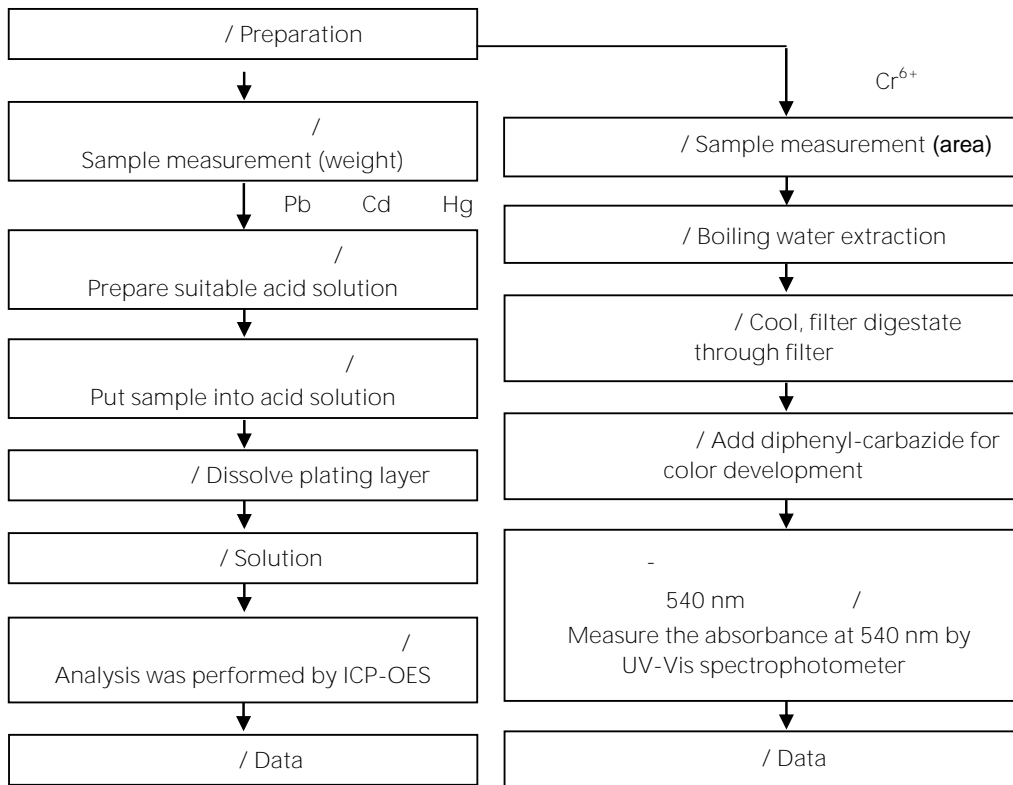 / Preparation
/
Sample measurement (weight)
Pb Cd Hg
/
Prepare suitable acid solution
/
Put sample into acid solution
/ Dissolve plating layer
/ Solution
/
Analysis was performed by ICP-OES
/ Data
Cr6+
/ Sample measurement (area)
/ Boiling water extraction
/ Cool, filter digestate
through filter
/ Add diphenyl-carbazide for
color development
-
540 nm /
Measure the absorbance at 540 nm by
UV-Vis spectrophotometer
/ Data